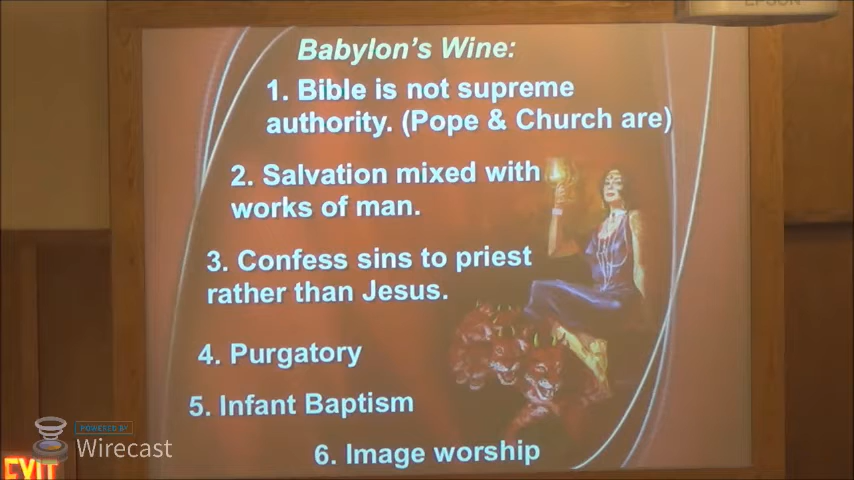 EPSON
Babylon's Wine:
1. Bible is not supreme
authority. (Pope & Church are)
2. Salvation mixed with
works of man.
3. Confess sins to priest
rather than Jesus.
4. Purgatory
5. Infant Baptism
6. Image worship
POWERED BY
Wirecast
EXIT